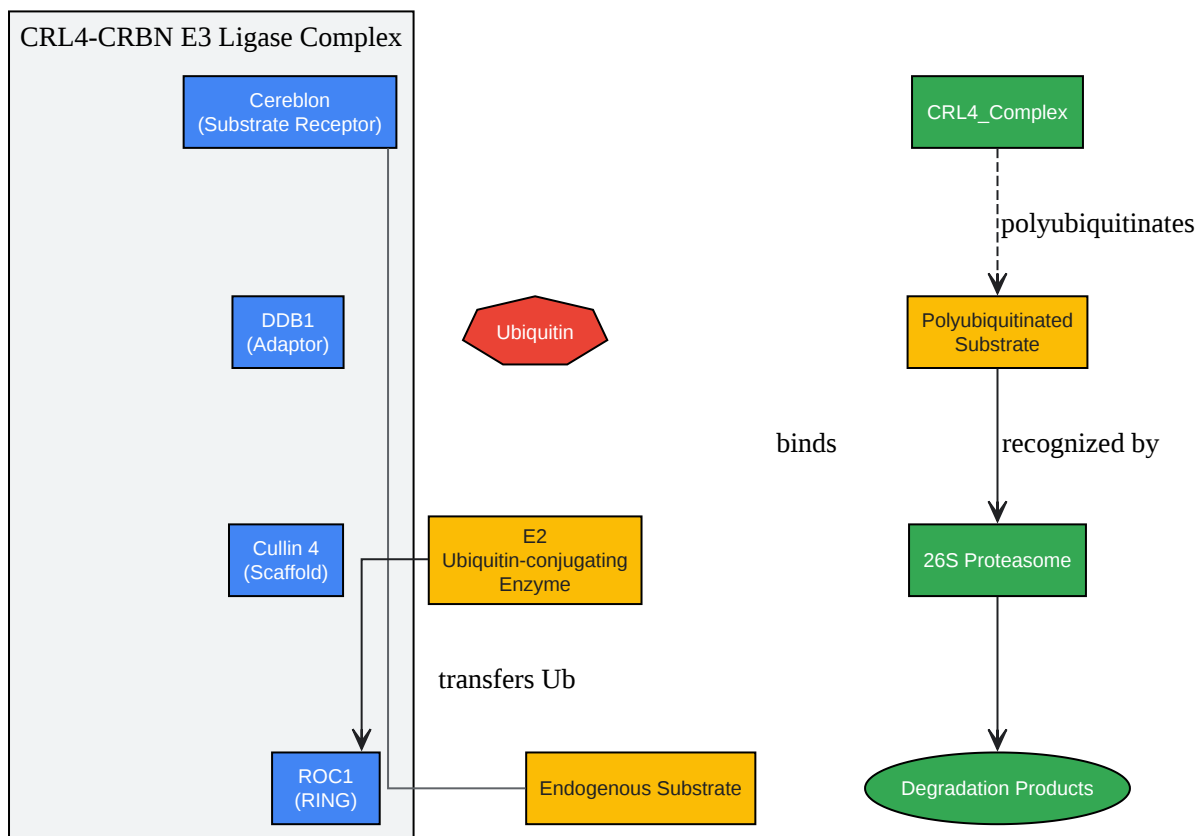 CRL4-CRBN E3 Ligase Complex
Cereblon
(Substrate Receptor)
CRL4_Complex
polyubiquitinates
DDB1
(Adaptor)
Ubiquitin
Polyubiquitinated
Substrate
binds
recognized by
Cullin 4
(Scaffold)
E2
Ubiquitin-conjugating
Enzyme
26S Proteasome
transfers Ub
ROC1
(RING)
Endogenous Substrate
Degradation Products